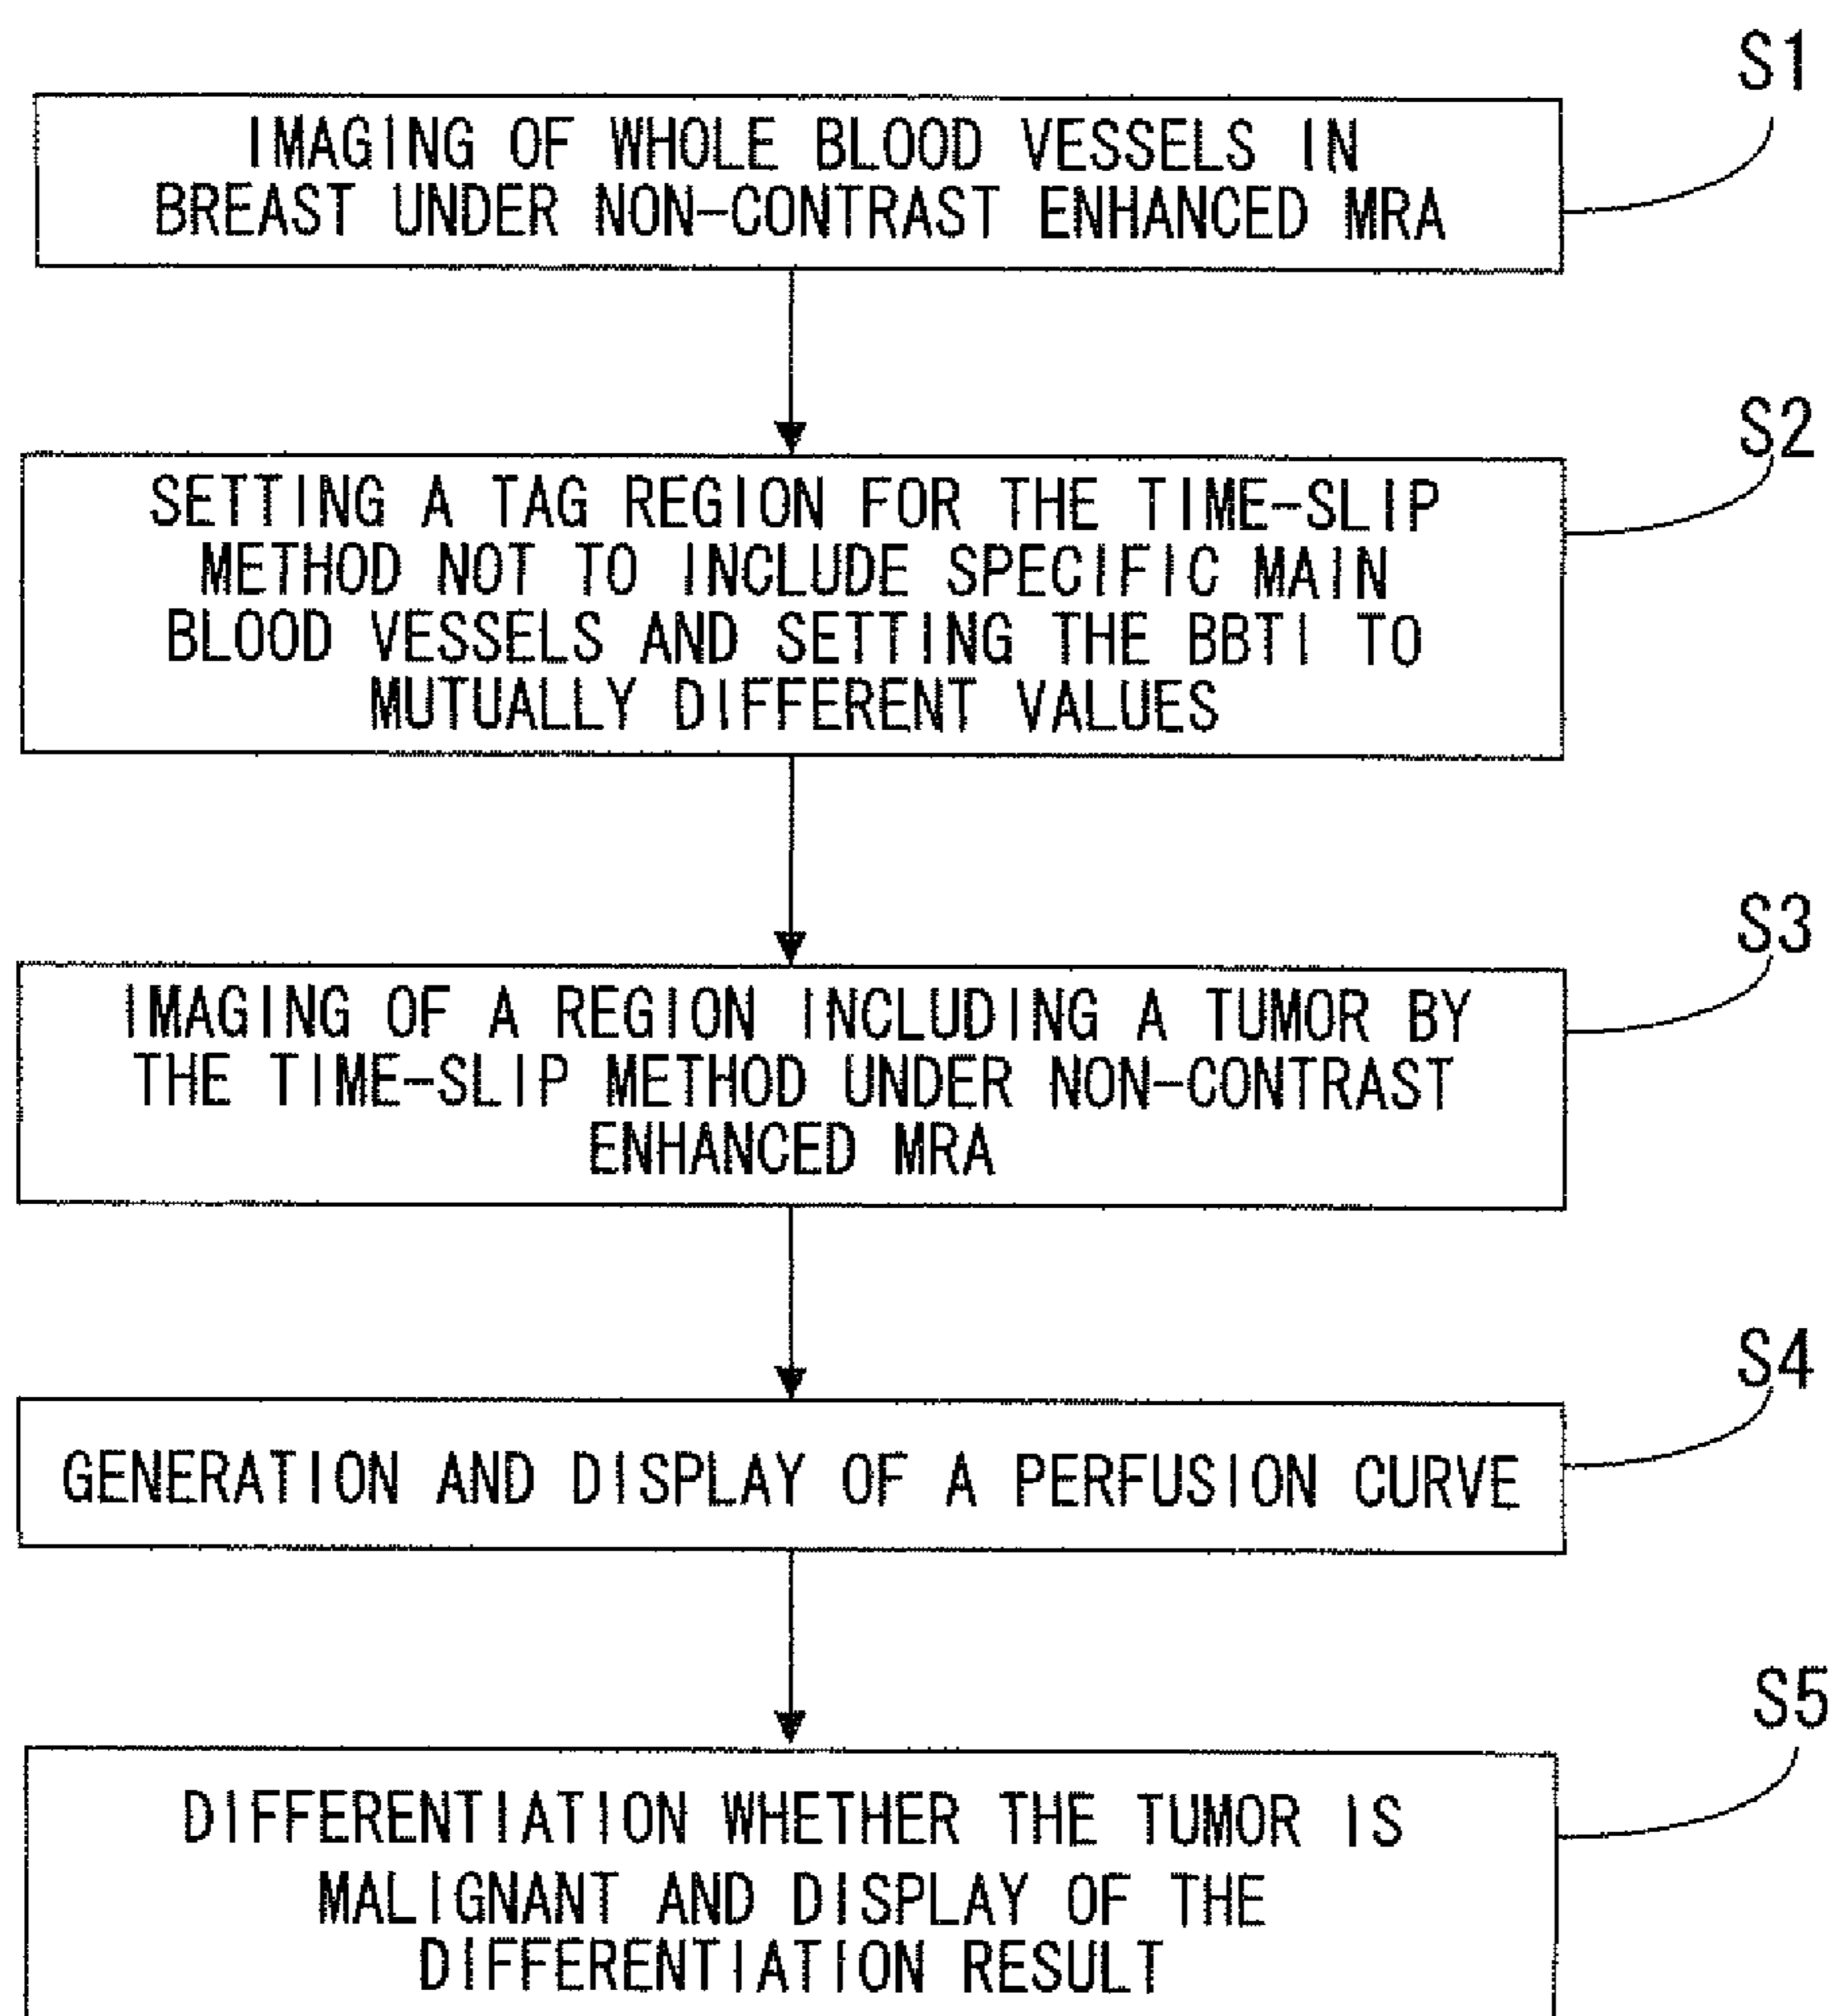 S1
IMAGING OF WHOLE BLOOD VESSELS IN
BREAST UNDER NON-CONTRAST ENHANCED MRA
S2
SETTING A TAG REGION FOR THE TIME-SLIP
METHOD NOT TO INCLUDE SPECIFIC MAIN
BLOOD VESSELS AND SETTING THE BBTI TO
MUTUALLY DIFFERENT VALUES
S3
IMAGING OF A REGION INCLUDING A TUMOR BY
THE TIME-SLIP METHOD UNDER NON-CONTRAST
ENHANCED MRA
S4
GENERATION AND DISPLAY OF A PERFUSION CURVE
S5
DIFFERENTIATION WHETHER THE TUMOR IS
MALIGNANT AND DISPLAY OF THE
DIFFERENTIATION RESULT